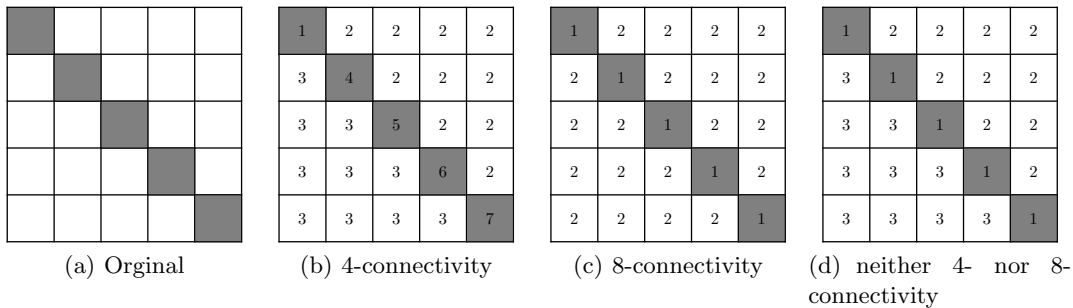 1 2 2 2 2 1 2 2 2 2 1 2 2 2 2
3 4 2 2 2 2 1 2 2 2 3 1 2 2 2
3 3 5 2 2 2 2 1 2 2 3 3 1 2 2
3 3 3 6 2 2 2 2 1 2 3 3 3 1 2
3 3 3 3 7 2 2 2 2 1 3 3 3 3 1
(a) Orginal
(b) 4-connectivity
(c) 8-connectivity
(d) neither 4- nor 8-
connectivity